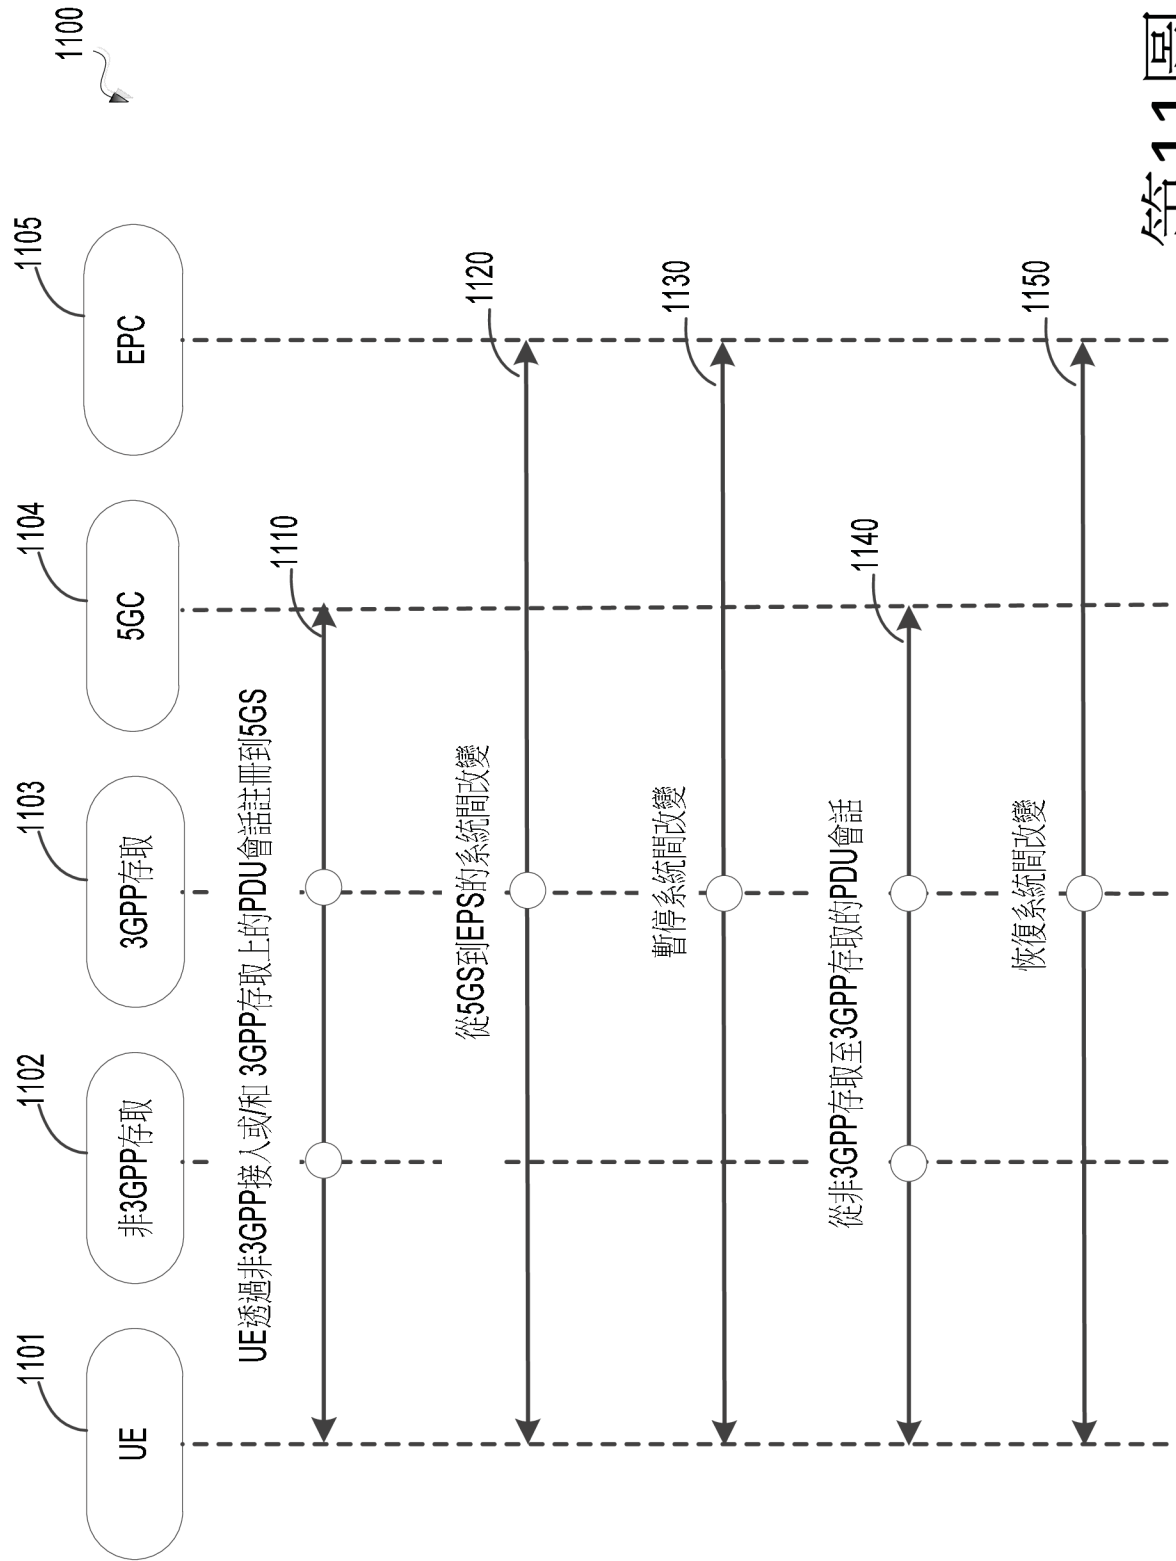 1100
1101
1102
1103
1104
1105
UE
非3GPP存取
3GPP存取
5GC
EPC
UE透過非3GPP接入或/和 3GPP存取上的PDU會話註冊到5GS
1110
從5GS到EPS的系統間改變
1120
暫停系統間改變
1130
從非3GPP存取至3GPP存取的PDU會話
1140
恢復系統間改變
1150
第11圖